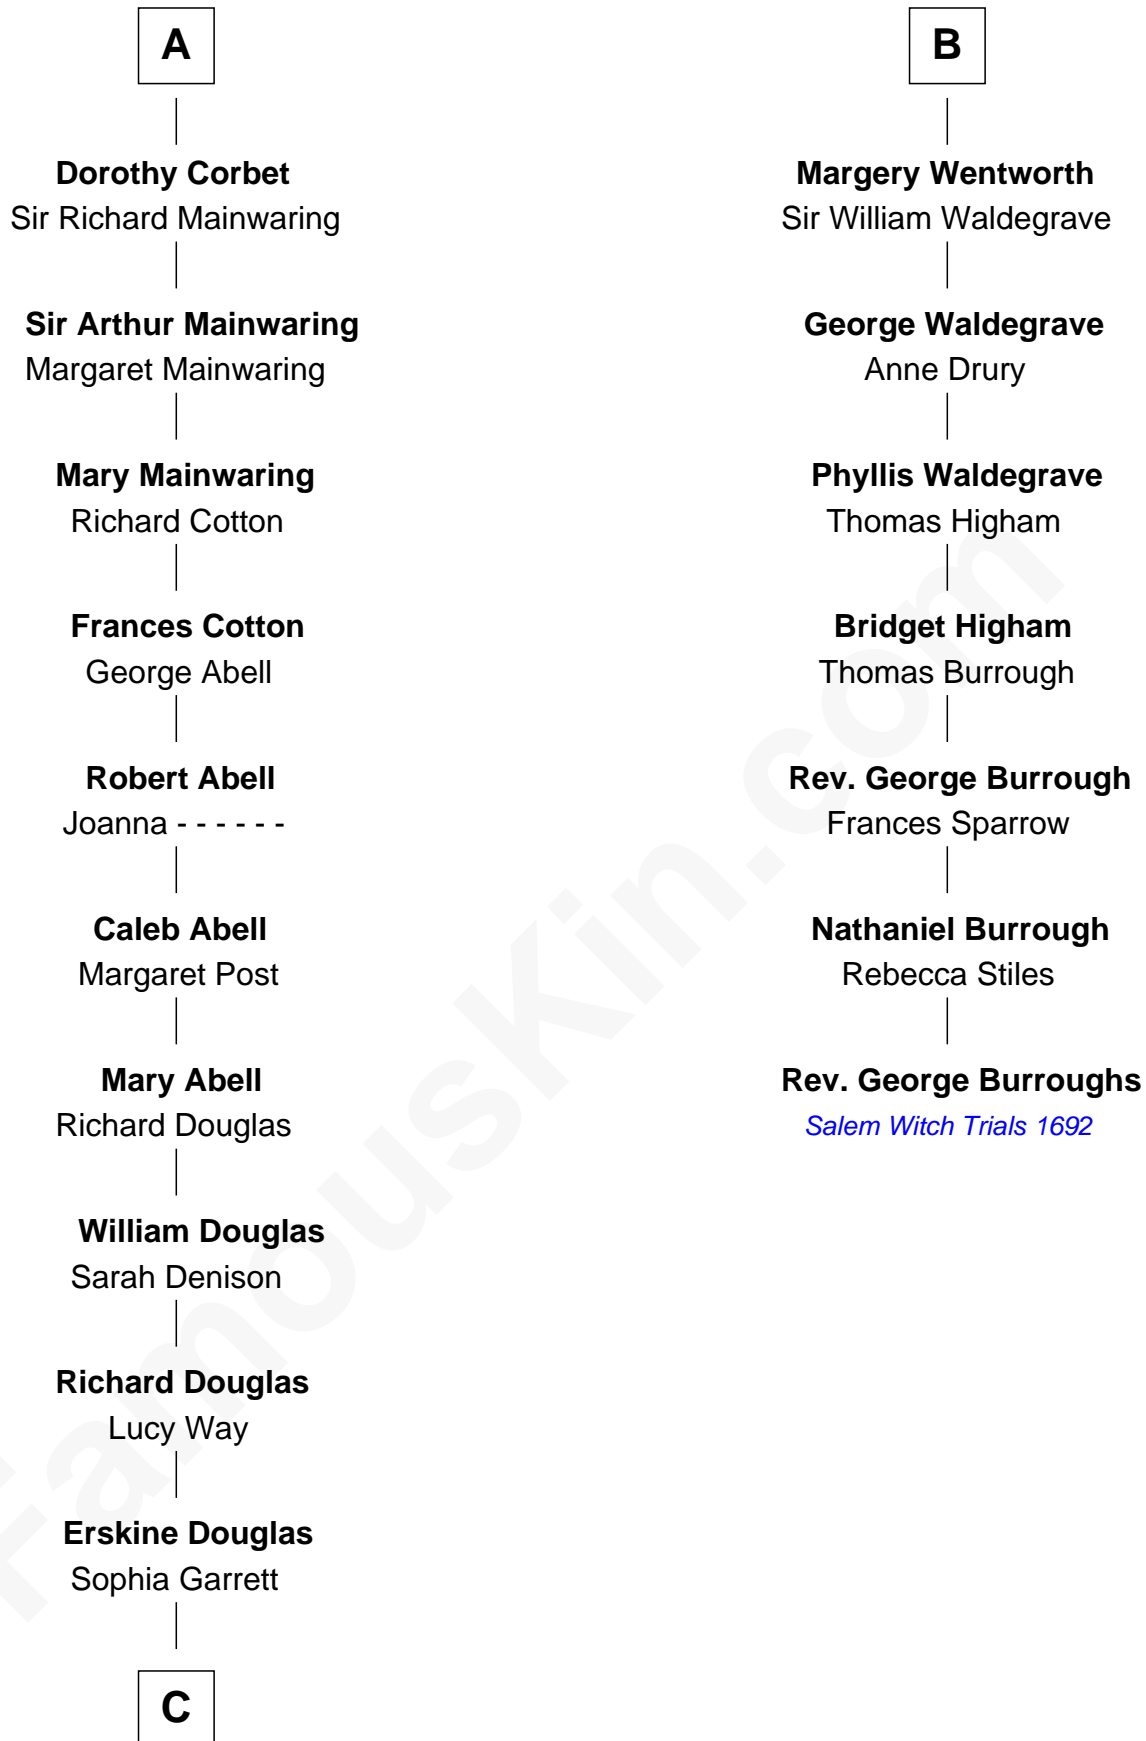 A
Dorothy Corbet
Sir Richard Mainwaring
Sir Arthur Mainwaring
Margaret Mainwaring
Mary Mainwaring
Richard Cotton
Frances Cotton
George Abell
Robert Abell
Joanna - - - - - -
Caleb Abell
Margaret Post
Mary Abell
Richard Douglas
William Douglas
Sarah Denison
Richard Douglas
Lucy Way
Erskine Douglas
Sophia Garrett
C
B
Margery Wentworth
Sir William Waldegrave
George Waldegrave
Anne Drury
Phyllis Waldegrave
Thomas Higham
Bridget Higham
Thomas Burrough
Rev. George Burrough
Frances Sparrow
Nathaniel Burrough
Rebecca Stiles
Rev. George Burroughs
Salem Witch Trials 1692
FamousKin.com